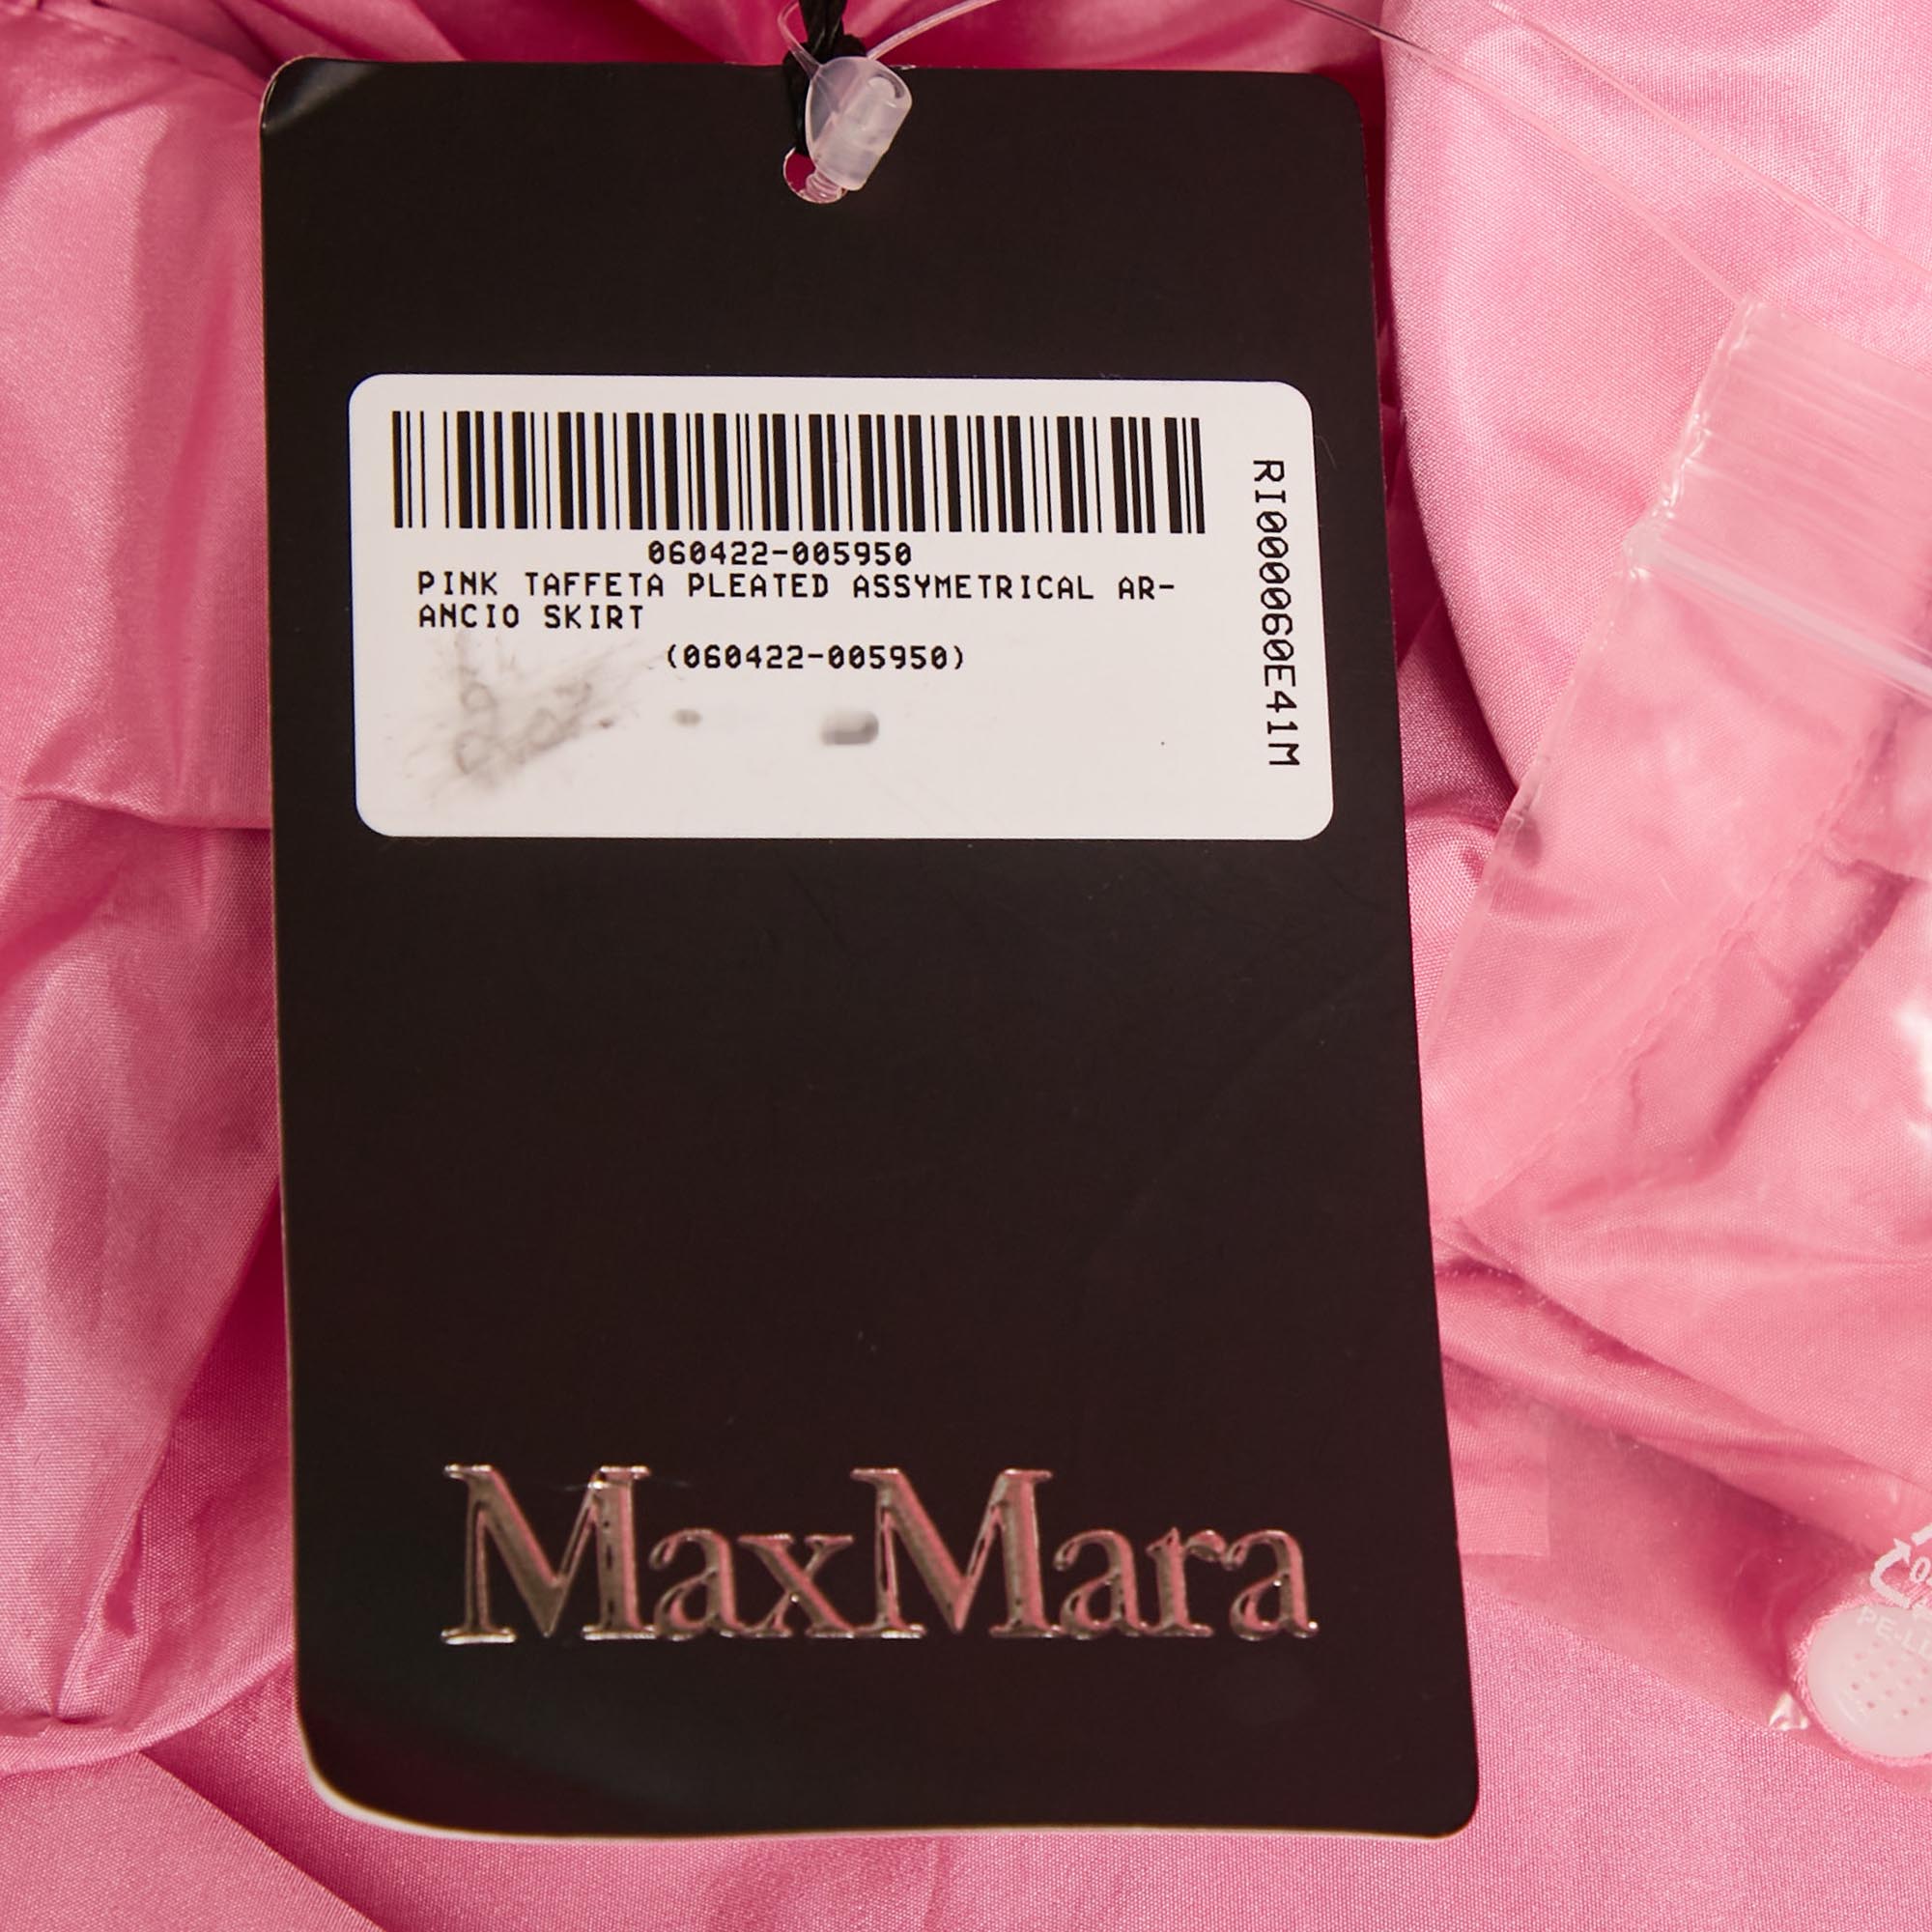 060422-005950
PINK TAFFETA PLEATED ASSYMETRICAL AR-
ANCIO SKIRT
(060422-005950)
RI000060E41M
MaxMara